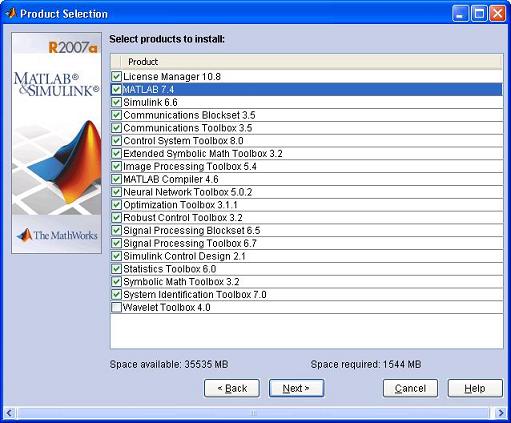 Product Selection
R2007a
MATLAB®
&SIMULINK®
The MathWorks
Select products to install:
Product
License Manager 10.8
MATLAB 7.4
Simulink 6.6
Communications Blockset 3.5
Communications Toolbox 3.5
Control System Toolbox 8.0
Extended Symbolic Math Toolbox 3.2
Image Processing Toolbox 5.4
MATLAB Compiler 4.6
Neural Network Toolbox 5.0.2
Optimization Toolbox 3.1.1
Robust Control Toolbox 3.2
Signal Processing Blockset 6.5
Signal Processing Toolbox 6.7
Simulink Control Design 2.1
Statistics Toolbox 6.0
Symbolic Math Toolbox 3.2
System Identification Toolbox 7.0
Wavelet Toolbox 4.0
Space available: 35535 MB Space required: 1544 MB
< Back Next > Cancel Help